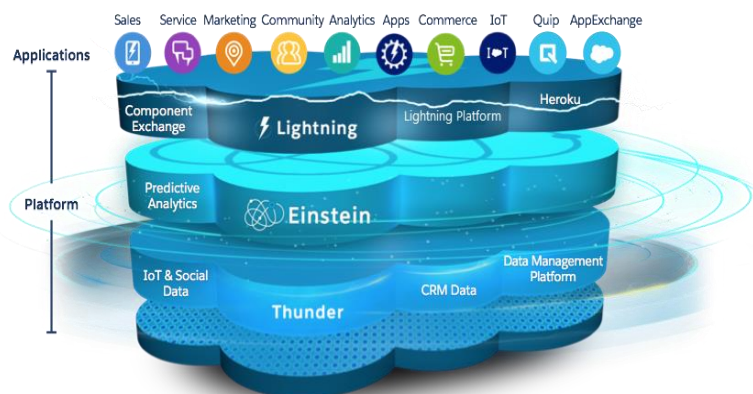 Sales Service Marketing Community Analytics Apps Commerce IoT Quip AppExchange
Applications
Component
Exchange
Lightning
Lightning Platform
Heroku
Platform
Predictive
Analytics
Einstein
IoT & Social
Data
Thunder
CRM Data
Data Management
Platform